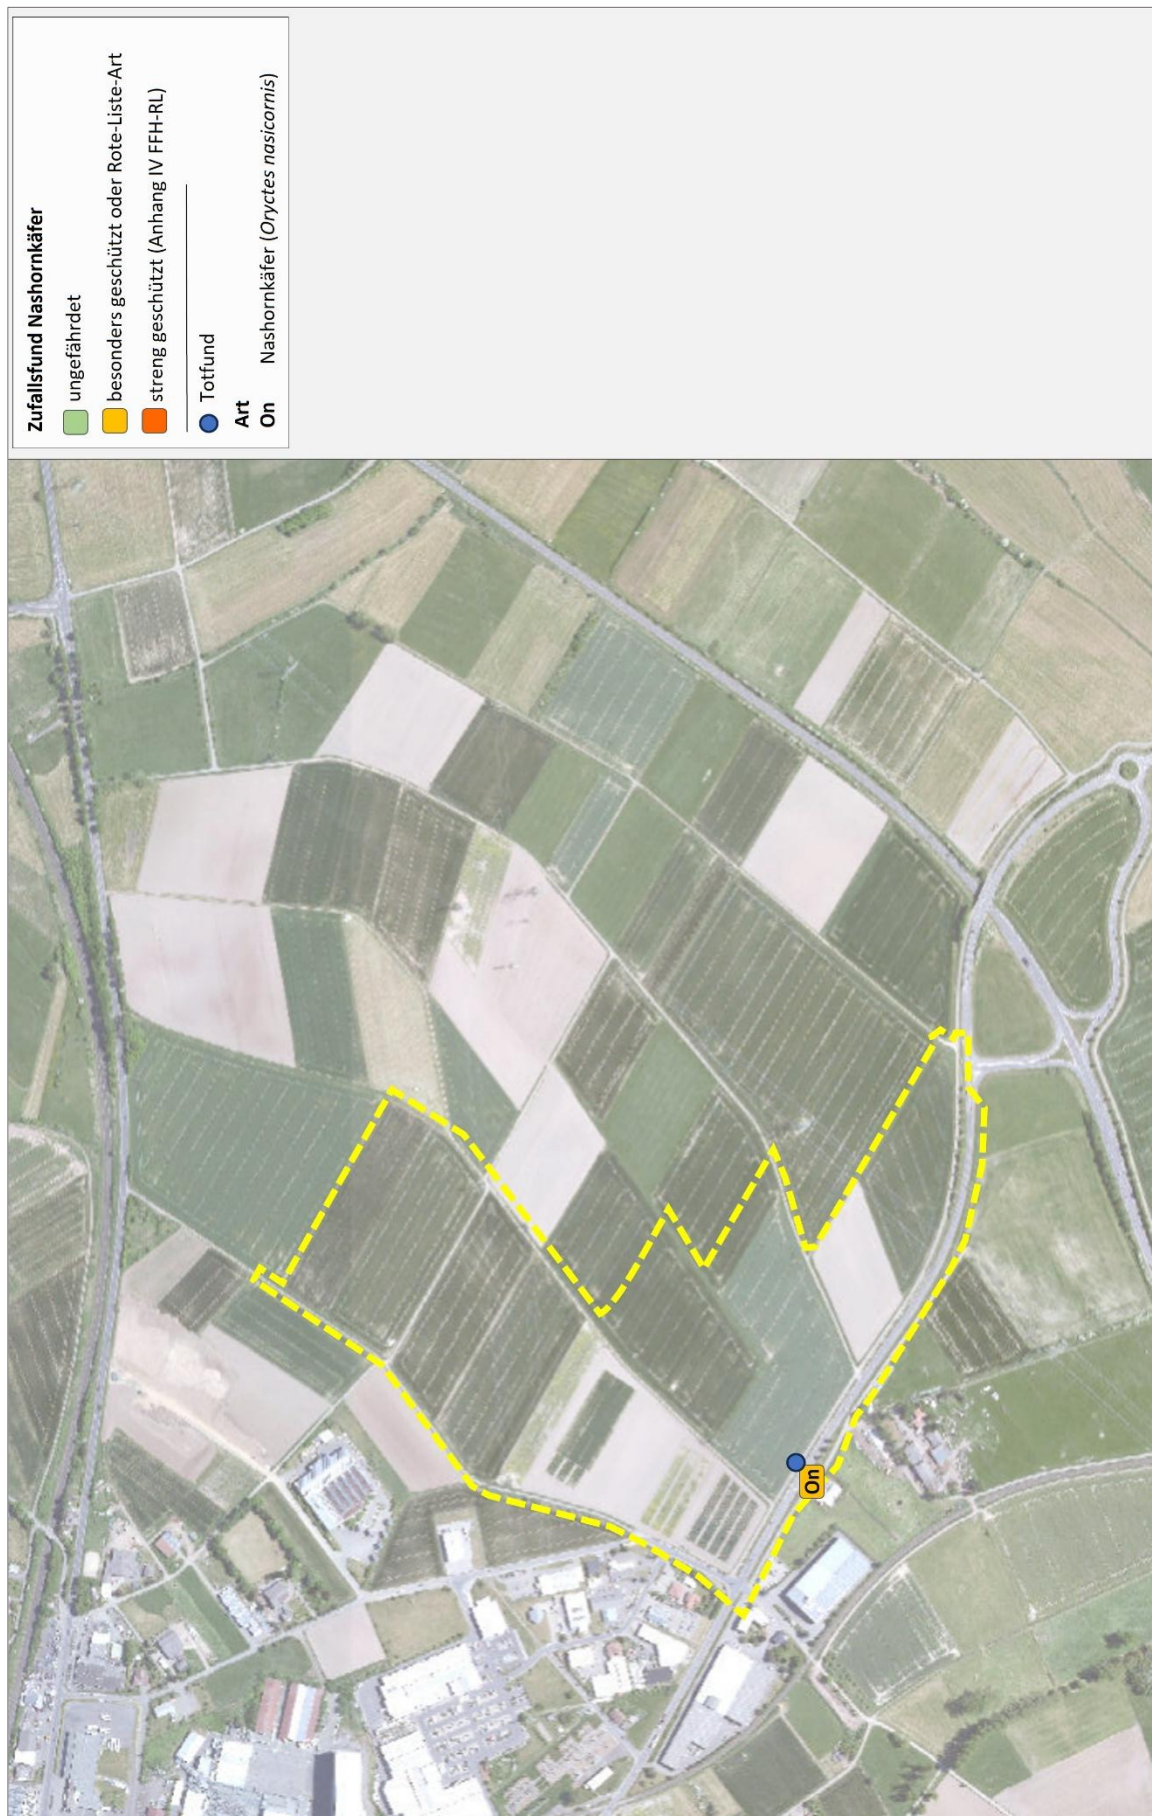 Zufallsfund Nashornkäfer
ungefährdet
besonders geschützt oder Rote-Liste-Art
streng geschützt (Anhang IV FFH-RL)
Totfund
Art
On Nashornkäfer (Oryctes nasicornis)
On